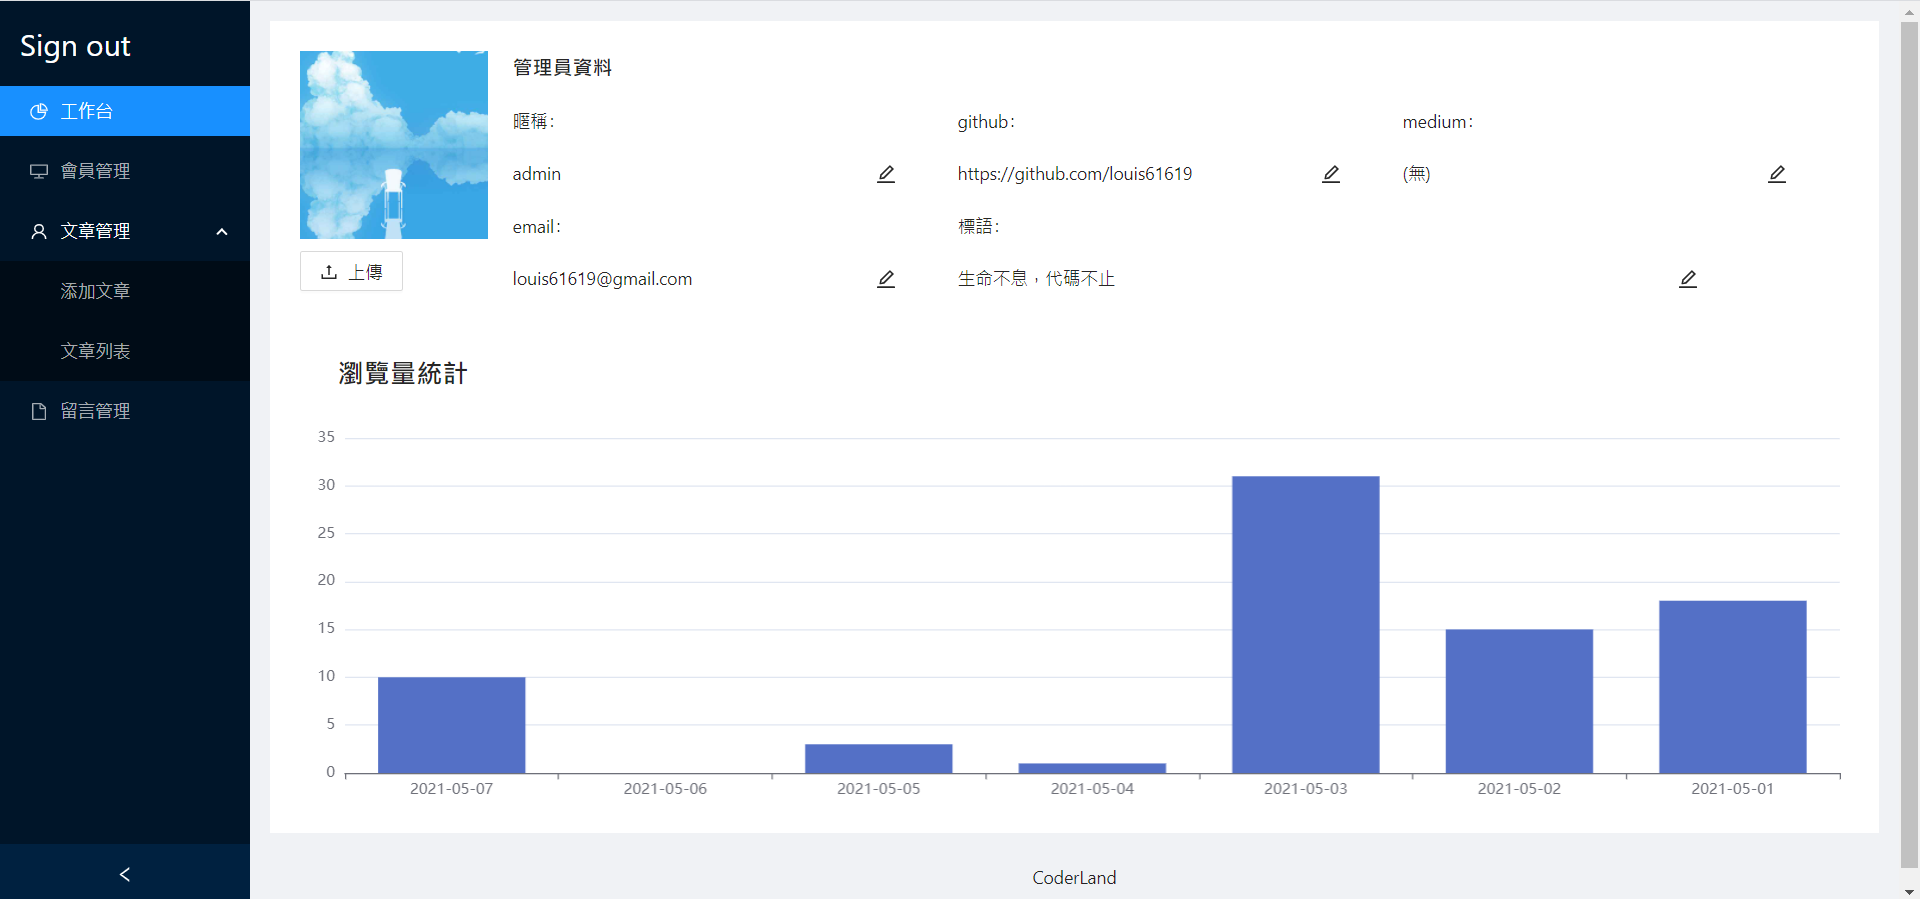 Sign out
工作台
會員管理
文章管理
添加文章
文章列表
留言管理
管理員資料
暱稱：
github：
medium：
admin
https://github.com/louis61619
(無)
email：
標語：
louis61619@gmail.com
生命不息，代碼不止
上傳
瀏覽量統計
35
30
25
20
15
10
5
0
2021-05-07
2021-05-06
2021-05-05
2021-05-04
2021-05-03
2021-05-02
2021-05-01
CoderLand